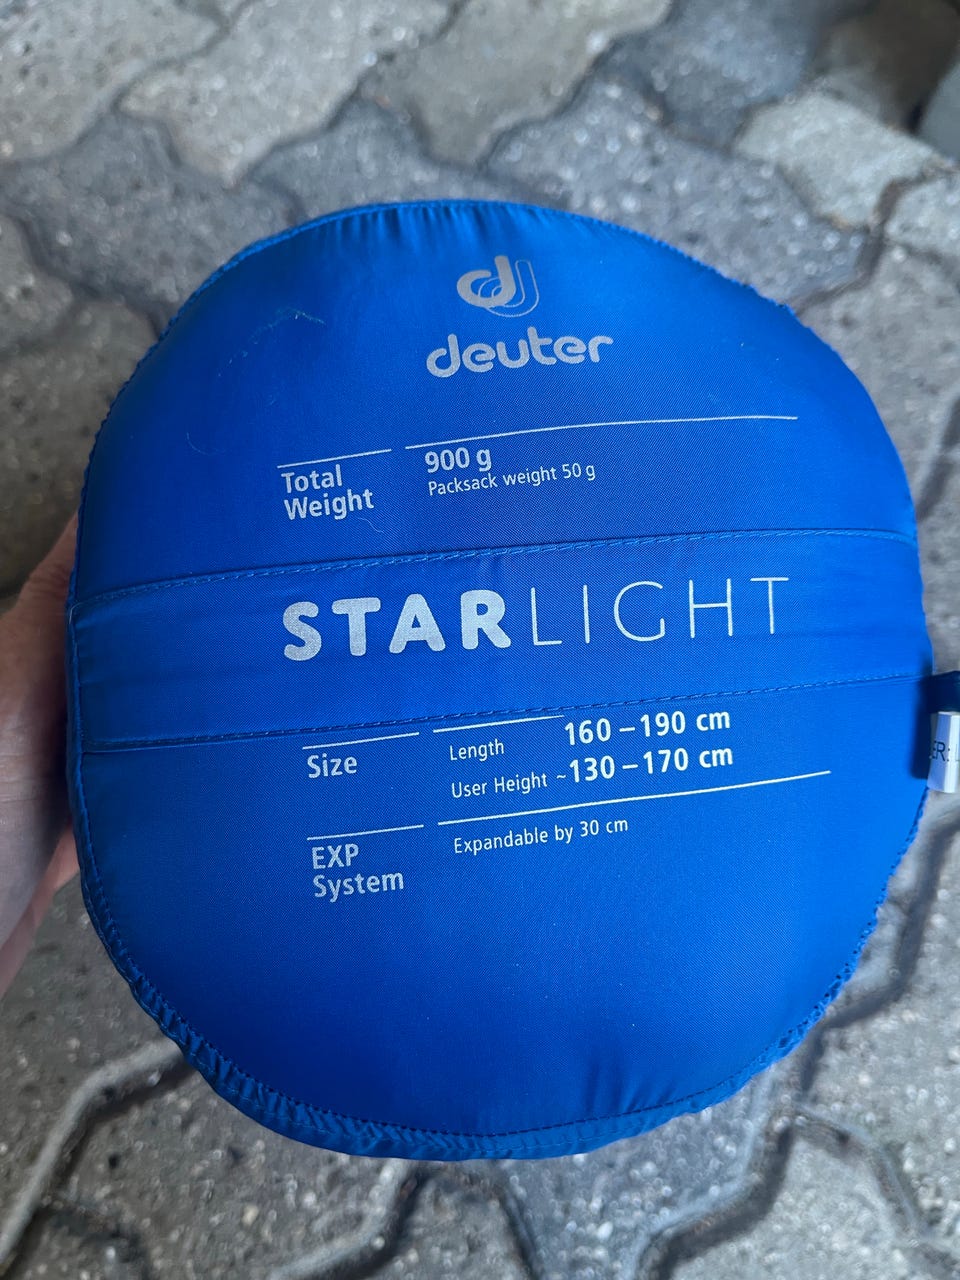 deuter
Total
Weight
900 g
Packsack weight 50 g
STARLIGHT
Size
Length 160 – 190 cm
User Height ~130 – 170 cm
EXP
System
Expandable by 30 cm